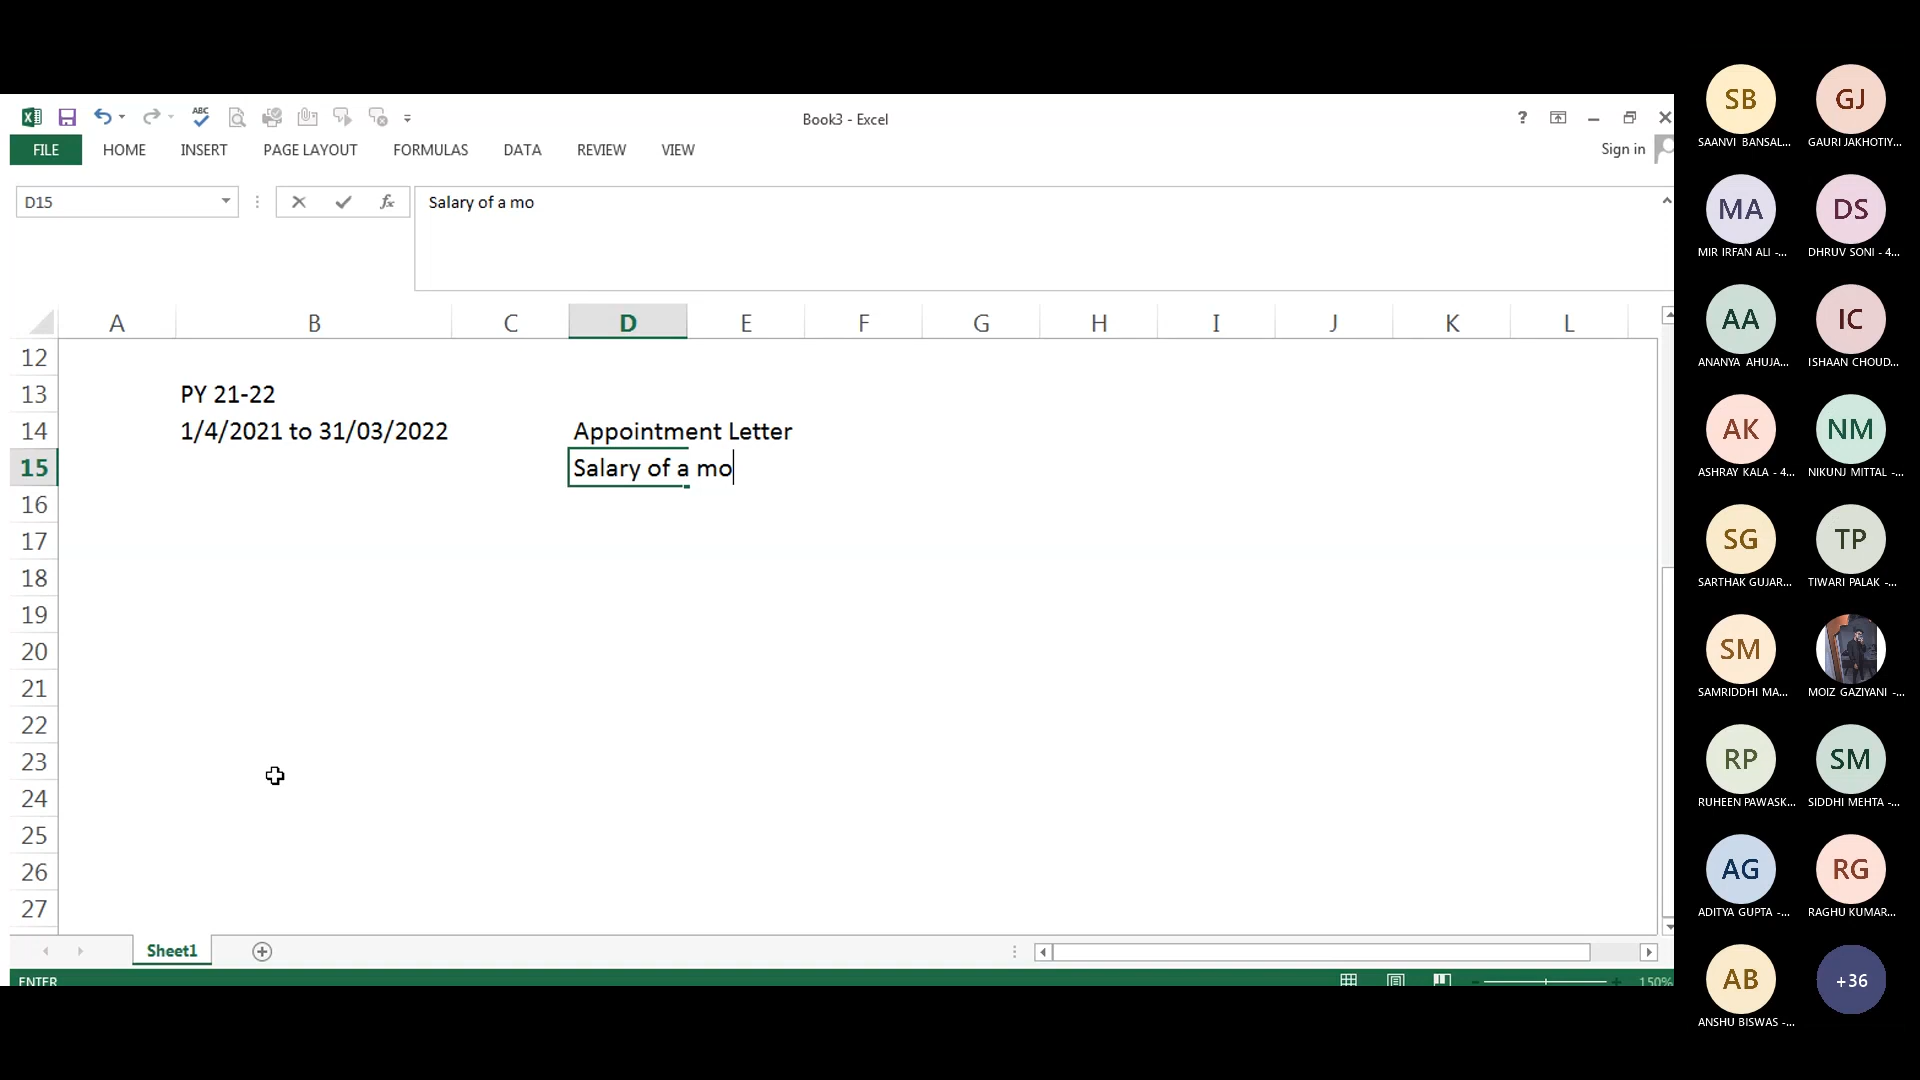 Book3 - Excel
FILE HOME INSERT PAGE LAYOUT FORMULAS DATA REVIEW VIEW
Sign in
D15
Salary of a mo
A B C D E F G H I J K L
12
13 PY 21-22
14 1/4/2021 to 31/03/2022 Appointment Letter
15 Salary of a mo
16
17
18
19
20
21
22
23
24
25
26
27
Sheet1
ENTER
150%
SB GJ
SAANVI BANSAL... GAURI JAKHOTIY...
MA DS
MIR IRFAN ALI -... DHRUV SONI - 4...
AA IC
ANANYA AHUJA... ISHAAN CHOUD...
AK NM
ASHRAY KALA - 4... NIKUNJ MITTAL -...
SG TP
SARTHAK GUJAR... TIWARI PALAK -...
SM
SAMRIDDHI MA... MOIZ GAZIYANI -...
RP SM
RUHEEN PAWASK... SIDDHI MEHTA -...
AG RG
ADITYA GUPTA -... RAGHU KUMAR...
AB +36
ANSHU BISWAS -...